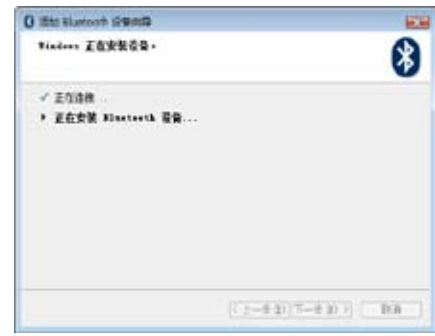 添加 Bluetooth 设备向导
Windows 正在安装设备。
正在连接...
正在安装 Bluetooth 设备...
<上一步(B) 下一步(N)> 取消